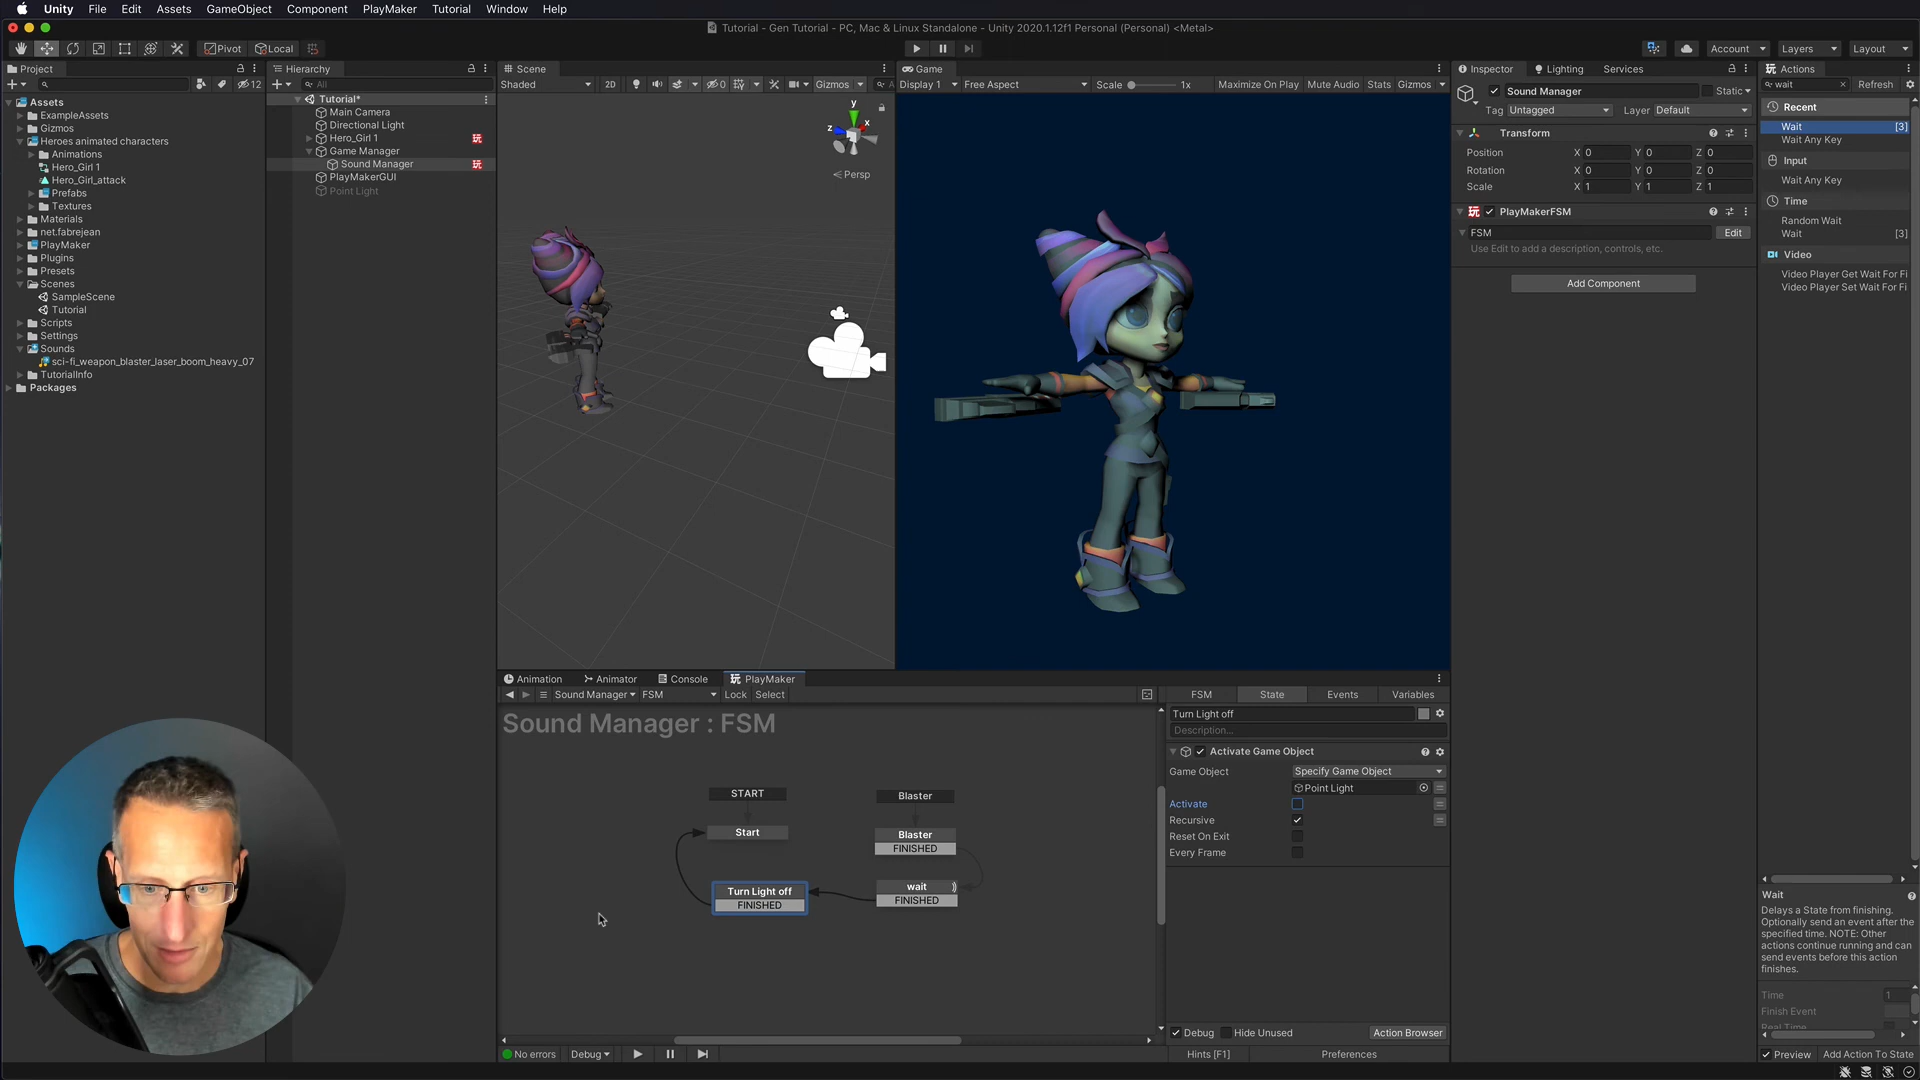 Unity File Edit Assets GameObject Component PlayMaker Tutorial Window Help
Tutorial - Gen Tutorial - PC, Mac & Linux Standalone - Unity 2020.1.12f1 Personal (Personal) <Metal>
Pivot Local Account Layers Layout
Project
12
Assets
ExampleAssets
Gizmos
Heroes animated characters
Animations
Hero_Girl 1
Hero_Girl_attack
Prefabs
Textures
Materials
net.fabrejean
PlayMaker
Plugins
Presets
Scenes
SampleScene
Tutorial
Scripts
Settings
Sounds
sci-fi_weapon_blaster_laser_boom_heavy_07
TutorialInfo
Packages
Hierarchy
All
Tutorial*
Main Camera
Directional Light
Hero_Girl 1
Game Manager
Sound Manager
PlayMakerGUI
Point Light
Scene
Shaded 2D 0 Gizmos A
y
z x
Persp
Game
Display 1 Free Aspect Scale 1x Maximize On Play Mute Audio Stats Gizmos
Inspector Lighting Services
Sound Manager Static
Tag Untagged Layer Default
Transform
Position X 0 Y 0 Z 0
Rotation X 0 Y 0 Z 0
Scale X 1 Y 1 Z 1
PlayMakerFSM
FSM Edit
Use Edit to add a description, controls, etc.
Add Component
Actions
wait Refresh
Recent
Wait [3]
Wait Any Key
Input
Wait Any Key
Time
Random Wait
Wait [3]
Video
Video Player Get Wait For Fi
Video Player Set Wait For Fi
Wait
Delays a State from finishing.
Optionally send an event after the
specified time. NOTE: Other
actions continue running and can
send events before this action
finishes.
Time 1
Finish Event
Real Time
Preview Add Action To State
Animation Animator Console PlayMaker
Sound Manager FSM Lock Select
Sound Manager : FSM
START
Start
Blaster
Blaster
FINISHED
Turn Light off
FINISHED
wait
FINISHED
No errors Debug
FSM State Events Variables
Turn Light off
Description...
Activate Game Object
Game Object Specify Game Object
Point Light
Activate
Recursive
Reset On Exit
Every Frame
Debug Hide Unused Action Browser
Hints [F1] Preferences